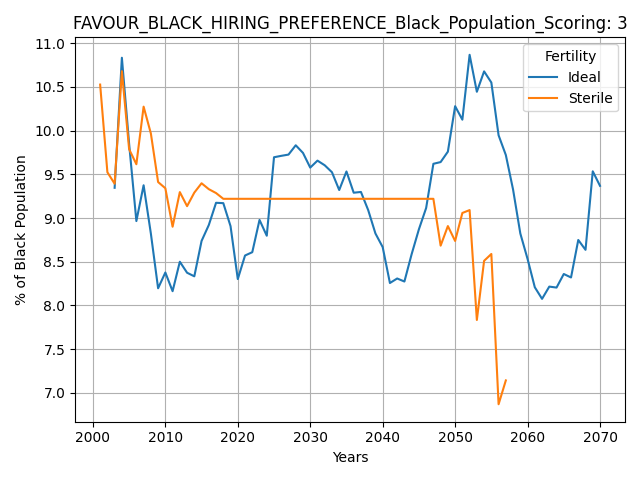 FAVOUR_BLACK_HIRING_PREFERENCE_Black_Population_Scoring: 3
Fertility
Ideal
Sterile
% of Black Population
11.0
10.5
10.0
9.5
9.0
8.5
8.0
7.5
7.0
2000 2010 2020 2030 2040 2050 2060 2070
Years